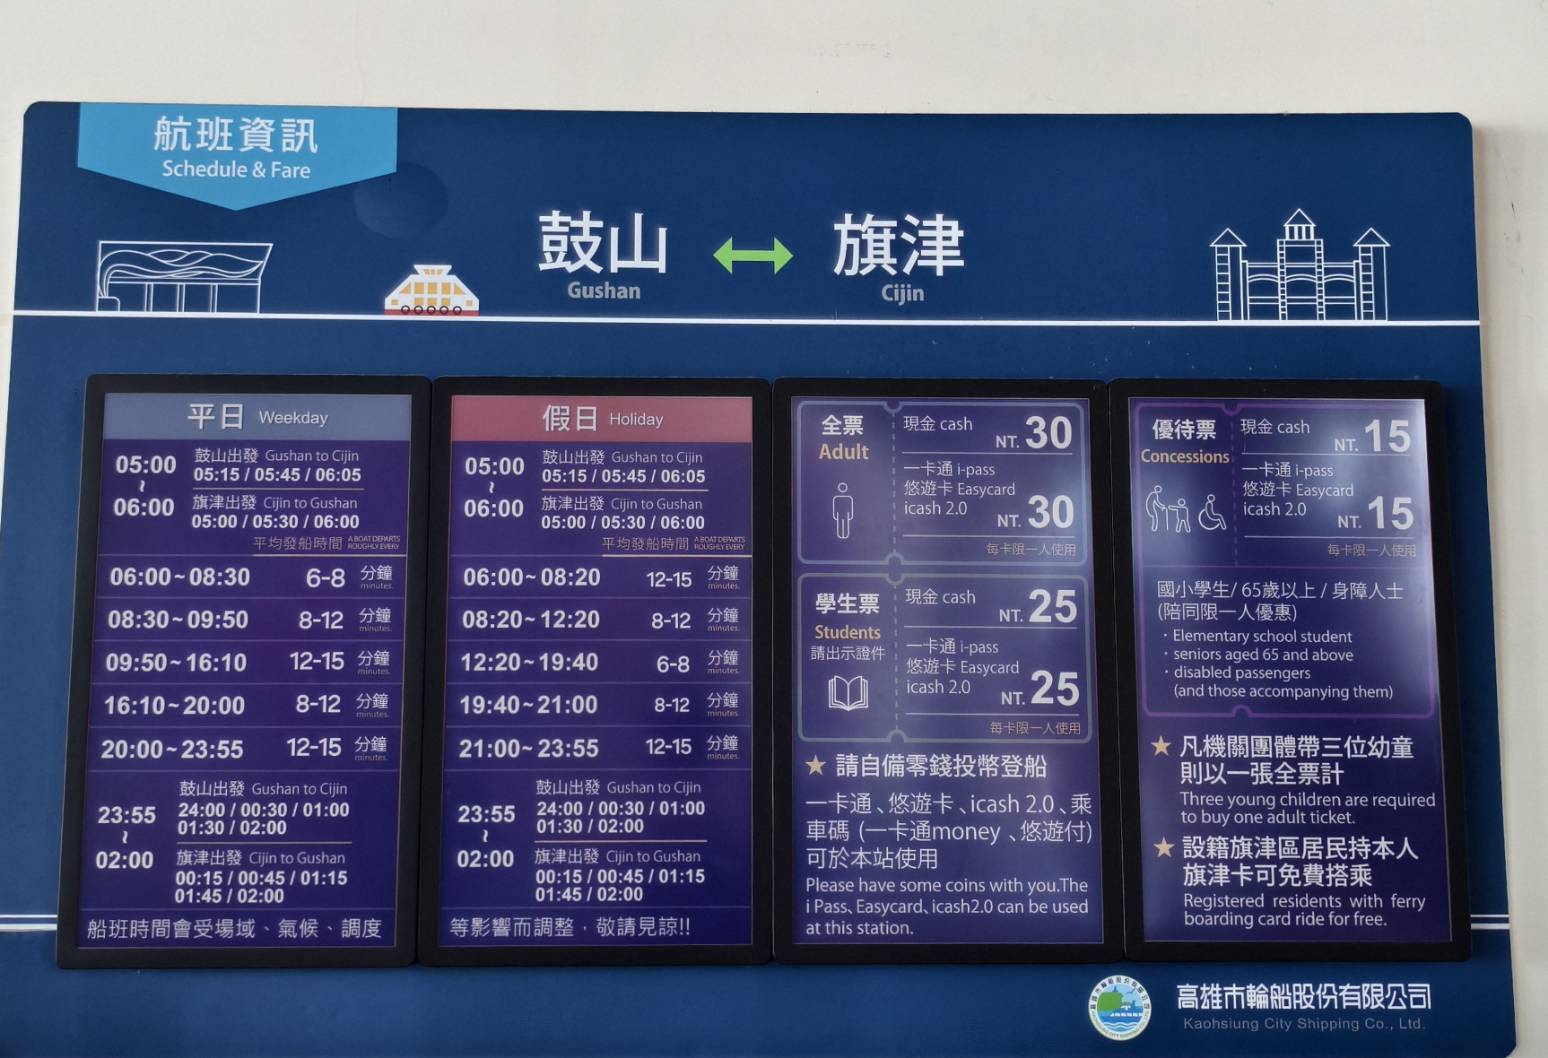 航班資訊
Schedule & Fare
鼓山 旗津
Gushan Cijin
平日 Weekday
05:00
~
06:00
鼓山出發 Gushan to Cijin
05:15 / 05:45 / 06:05
旗津出發 Cijin to Gushan
05:00 / 05:30 / 06:00
平均發船時間 A BOAT DEPARTS ROUGHLY EVERY
06:00~08:30 6-8 分鐘 minutes.
08:30~09:50 8-12 分鐘 minutes.
09:50~16:10 12-15 分鐘 minutes.
16:10~20:00 8-12 分鐘 minutes.
20:00~23:55 12-15 分鐘 minutes.
23:55
~
02:00
鼓山出發 Gushan to Cijin
24:00 / 00:30 / 01:00
01:30 / 02:00
旗津出發 Cijin to Gushan
00:15 / 00:45 / 01:15
01:45 / 02:00
船班時間會受場域、氣候、調度
假日 Holiday
05:00
~
06:00
鼓山出發 Gushan to Cijin
05:15 / 05:45 / 06:05
旗津出發 Cijin to Gushan
05:00 / 05:30 / 06:00
平均發船時間 A BOAT DEPARTS ROUGHLY EVERY
06:00~08:20 12-15 分鐘 minutes.
08:20~12:20 8-12 分鐘 minutes.
12:20~19:40 6-8 分鐘 minutes.
19:40~21:00 8-12 分鐘 minutes.
21:00~23:55 12-15 分鐘 minutes.
23:55
~
02:00
鼓山出發 Gushan to Cijin
24:00 / 00:30 / 01:00
01:30 / 02:00
旗津出發 Cijin to Gushan
00:15 / 00:45 / 01:15
01:45 / 02:00
等影響而調整，敬請見諒!!
全票
Adult
現金 cash
NT. 30
一卡通 i-pass
悠遊卡 Easycard
icash 2.0
NT. 30
每卡限一人使用
學生票
Students
請出示證件
現金 cash
NT. 25
一卡通 i-pass
悠遊卡 Easycard
icash 2.0
NT. 25
每卡限一人使用
★ 請自備零錢投幣登船
一卡通、悠遊卡、icash 2.0、乘
車碼 (一卡通money 、悠遊付)
可於本站使用
Please have some coins with you.The
i Pass、Easycard、icash2.0 can be used
at this station.
優待票
Concessions
現金 cash
NT. 15
一卡通 i-pass
悠遊卡 Easycard
icash 2.0
NT. 15
每卡限一人使用
國小學生/ 65歲以上 / 身障人士
(陪同限一人優惠)
· Elementary school student
· seniors aged 65 and above
· disabled passengers
(and those accompanying them)
★ 凡機關團體帶三位幼童
則以一張全票計
Three young children are required
to buy one adult ticket.
★ 設籍旗津區居民持本人
旗津卡可免費搭乘
Registered residents with ferry
boarding card ride for free.
高雄市輪船股份有限公司
Kaohsiung City Shipping Co., Ltd.